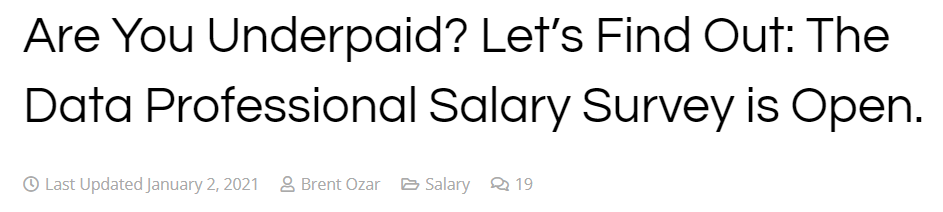 Are You Underpaid? Let’s Find Out: The
Data Professional Salary Survey is Open.
Last Updated January 2, 2021 Brent Ozar Salary 19